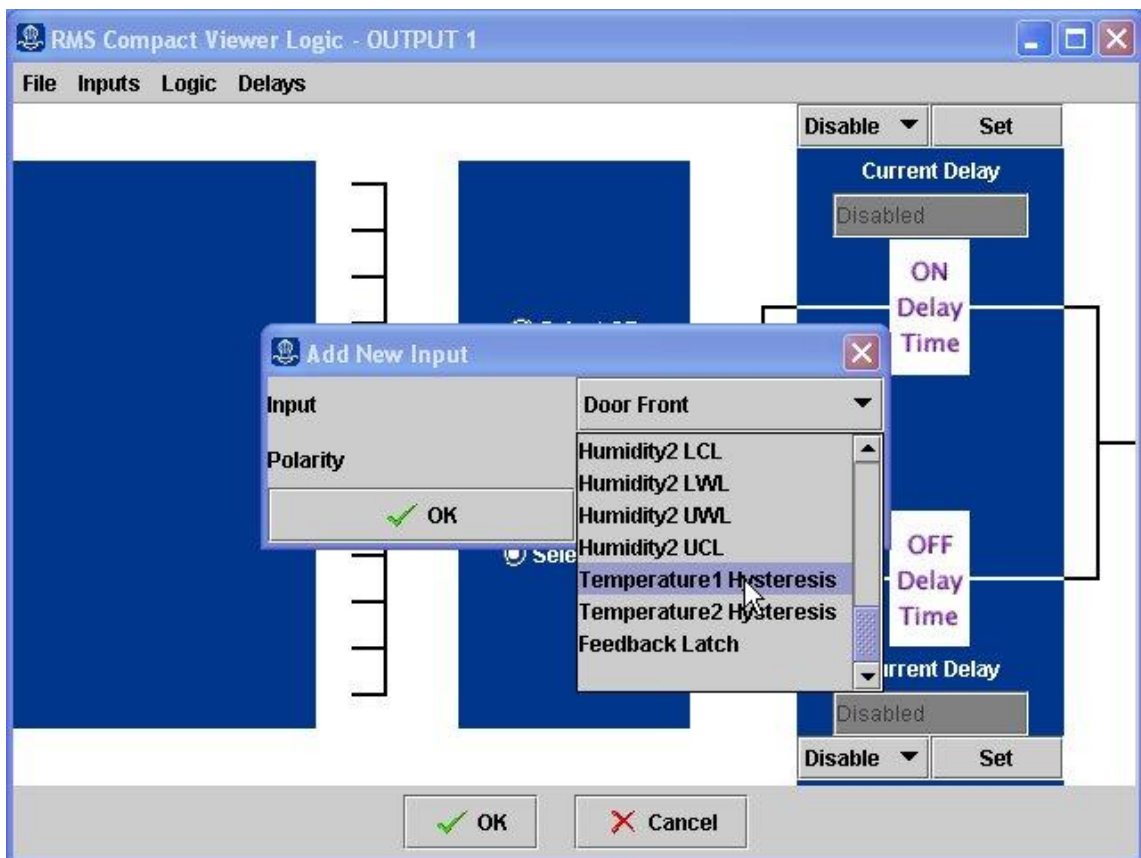 RMS Compact Viewer Logic - OUTPUT 1
File Inputs Logic Delays
Disable Set
Current Delay
Disabled
ON
Delay
Time
Add New Input
Input Door Front
Polarity
OK
Humidity2 LCL
Humidity2 LWL
Humidity2 UWL
Humidity2 UCL
Temperature1 Hysteresis
Temperature2 Hysteresis
Feedback Latch
OFF
Delay
Time
Delay
Disabled
Disable Set
OK Cancel